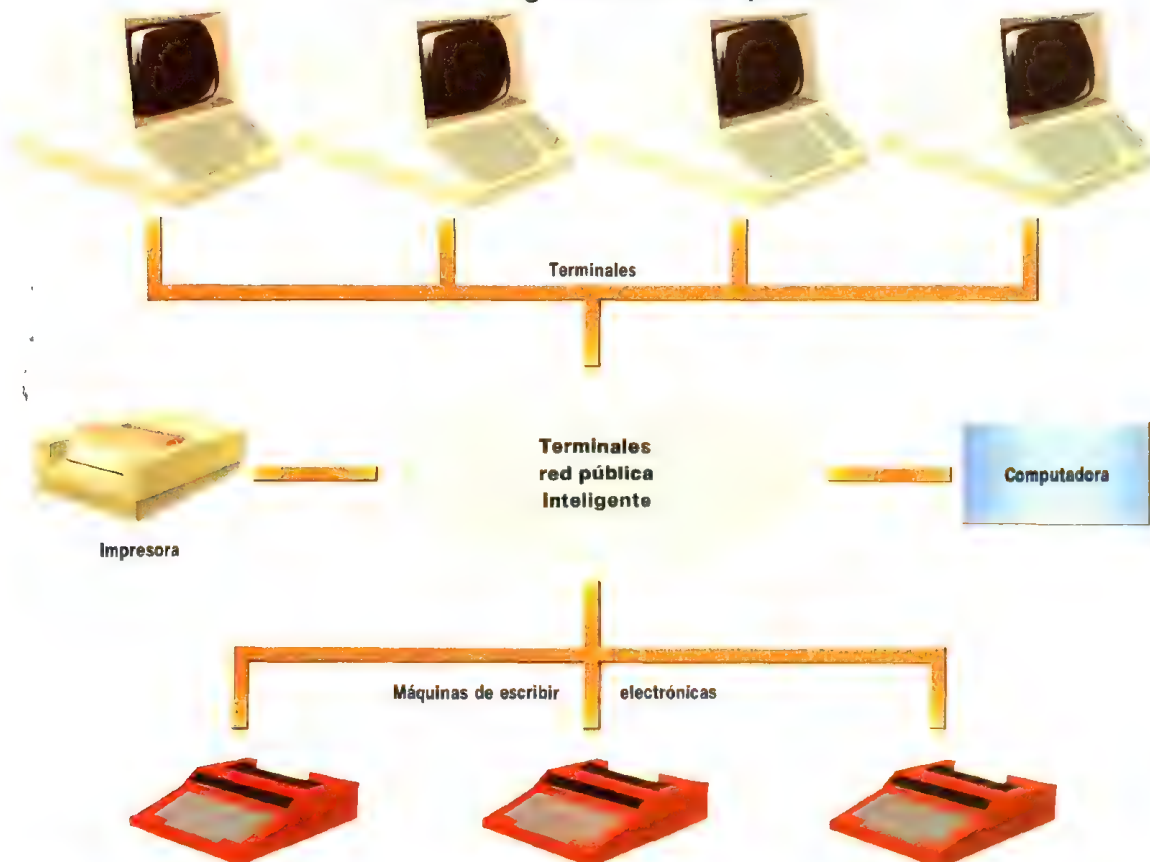 Terminales
Terminales
red pública
Inteligente
Computadora
Impresora
Máquinas de escribir electrónicas